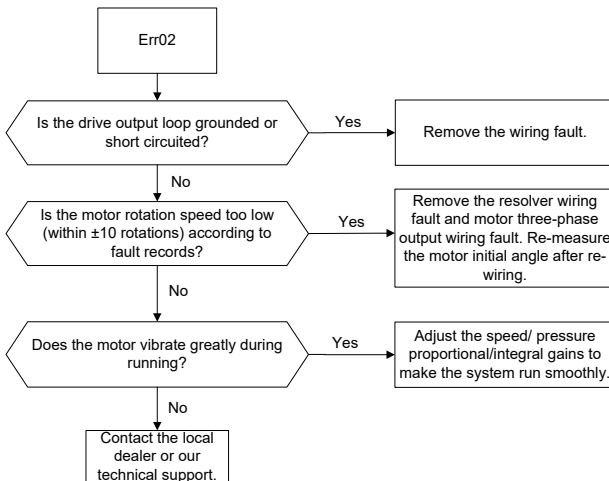 Err02
Is the drive output loop grounded or
short circuited?
Yes
Remove the wiring fault.
No
Is the motor rotation speed too low
(within ±10 rotations) according to
fault records?
Yes
Remove the resolver wiring
fault and motor three-phase
output wiring fault. Re-measure
the motor initial angle after re-
wiring.
No
Does the motor vibrate greatly during
running?
Yes
Adjust the speed/ pressure
proportional/integral gains to
make the system run smoothly.
No
Contact the local
dealer or our
technical support.